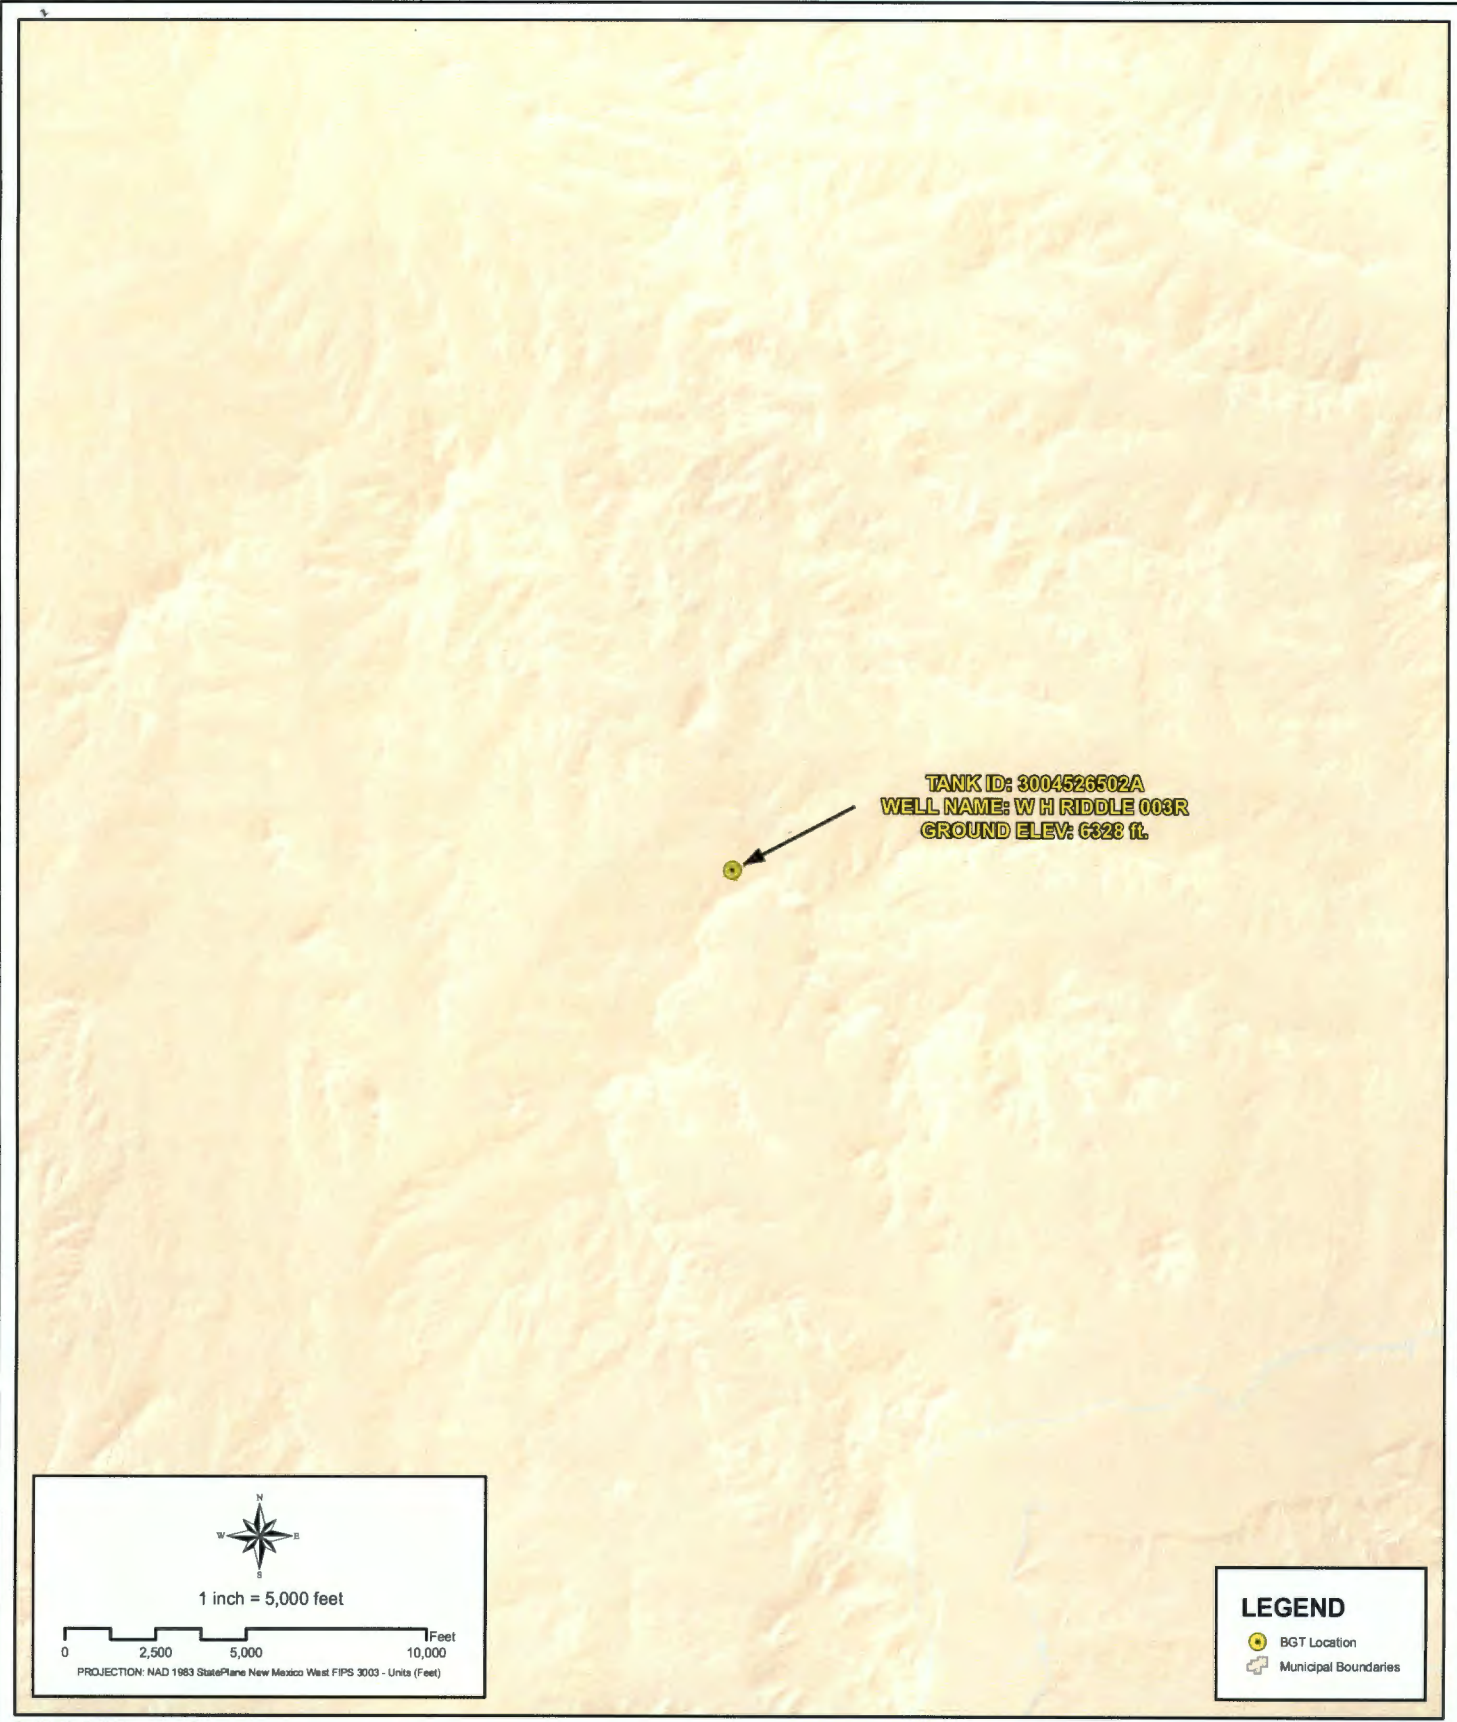 TANK ID: 3004526502A
WELL NAME: W H RIDDLE 003R
GROUND ELEV: 6328 ft.
N
W E
S
1 inch = 5,000 feet
Feet
0 2,500 5,000 10,000
PROJECTION: NAD 1983 StatePlane New Mexico West FIPS 3003 - Units (Feet)
LEGEND
BGT Location
Municipal Boundaries